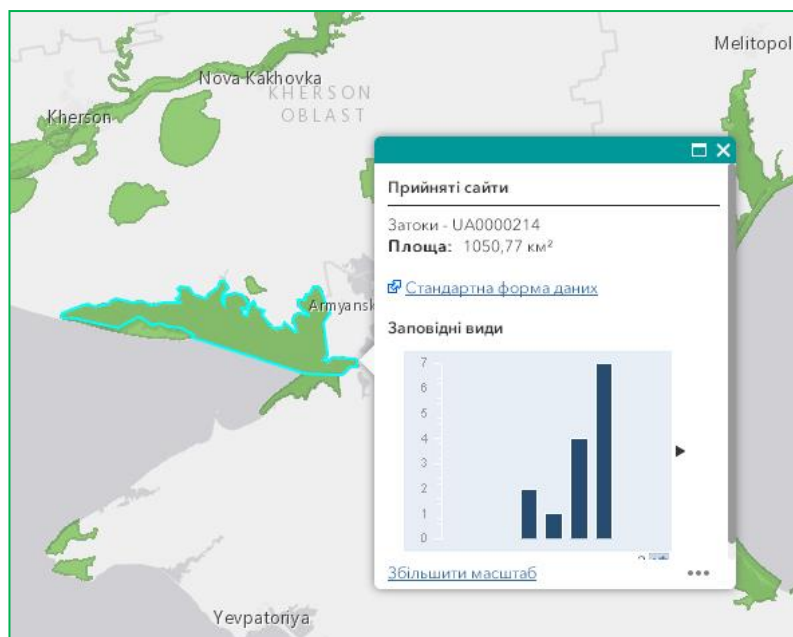 Melitopol
Nova Kakhovka
KHERSON
OBLAST
Kherson
Armyansk
Прийняті сайти
Затоки - UA0000214
Площа: 1050,77 км²
Стандартна форма даних
Заповідні види
7
6
5
4
3
2
1
0
Збільшити масштаб
Yevpatoriya